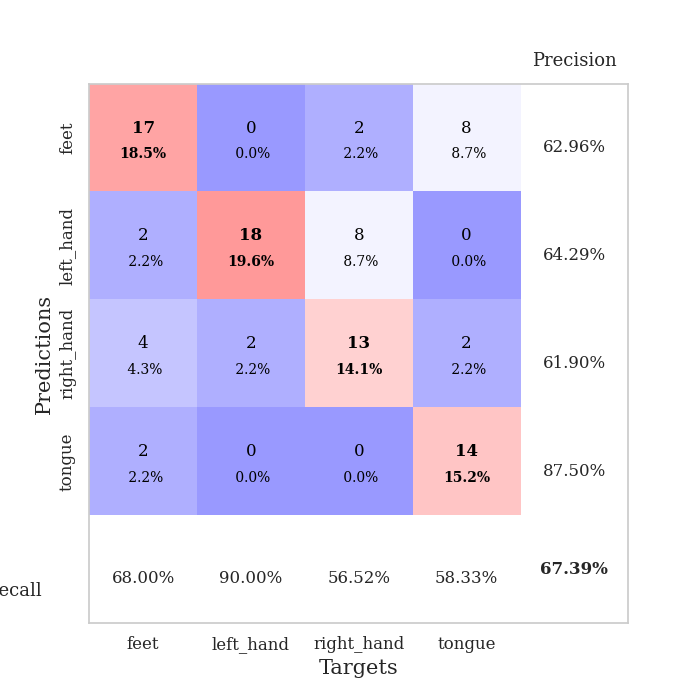 Precision
feet
17 0 2 8
18.5% 0.0% 2.2% 8.7%
62.96%
left_hand
2 18 8 0
2.2% 19.6% 8.7% 0.0%
64.29%
Predictions
right_hand
4 2 13 2
4.3% 2.2% 14.1% 2.2%
61.90%
tongue
2 0 0 14
2.2% 0.0% 0.0% 15.2%
87.50%
ecall
68.00% 90.00% 56.52% 58.33% 67.39%
feet left_hand right_hand tongue
Targets